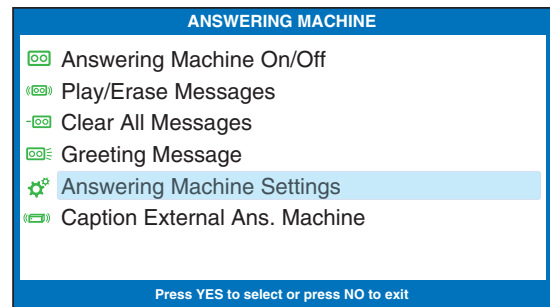 ANSWERING MACHINE
Answering Machine On/Off
Play/Erase Messages
Clear All Messages
Greeting Message
Answering Machine Settings
Caption External Ans. Machine
Press YES to select or press NO to exit